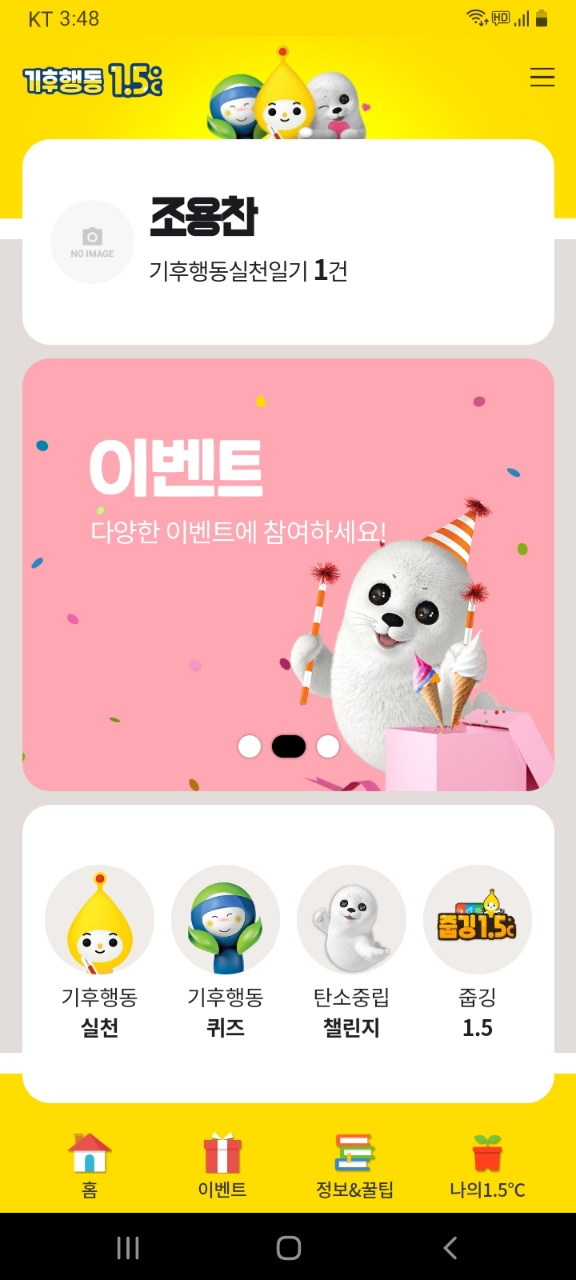 KT 3:48
HD
기후행동 1.5℃
조용찬
NO IMAGE
기후행동실천일기 1건
이벤트
다양한 이벤트에 참여하세요!
기후행동
실천
기후행동
퀴즈
탄소중립
챌린지
줍깅1.5℃
줍깅
1.5
홈
이벤트
정보&꿀팁
나의1.5℃